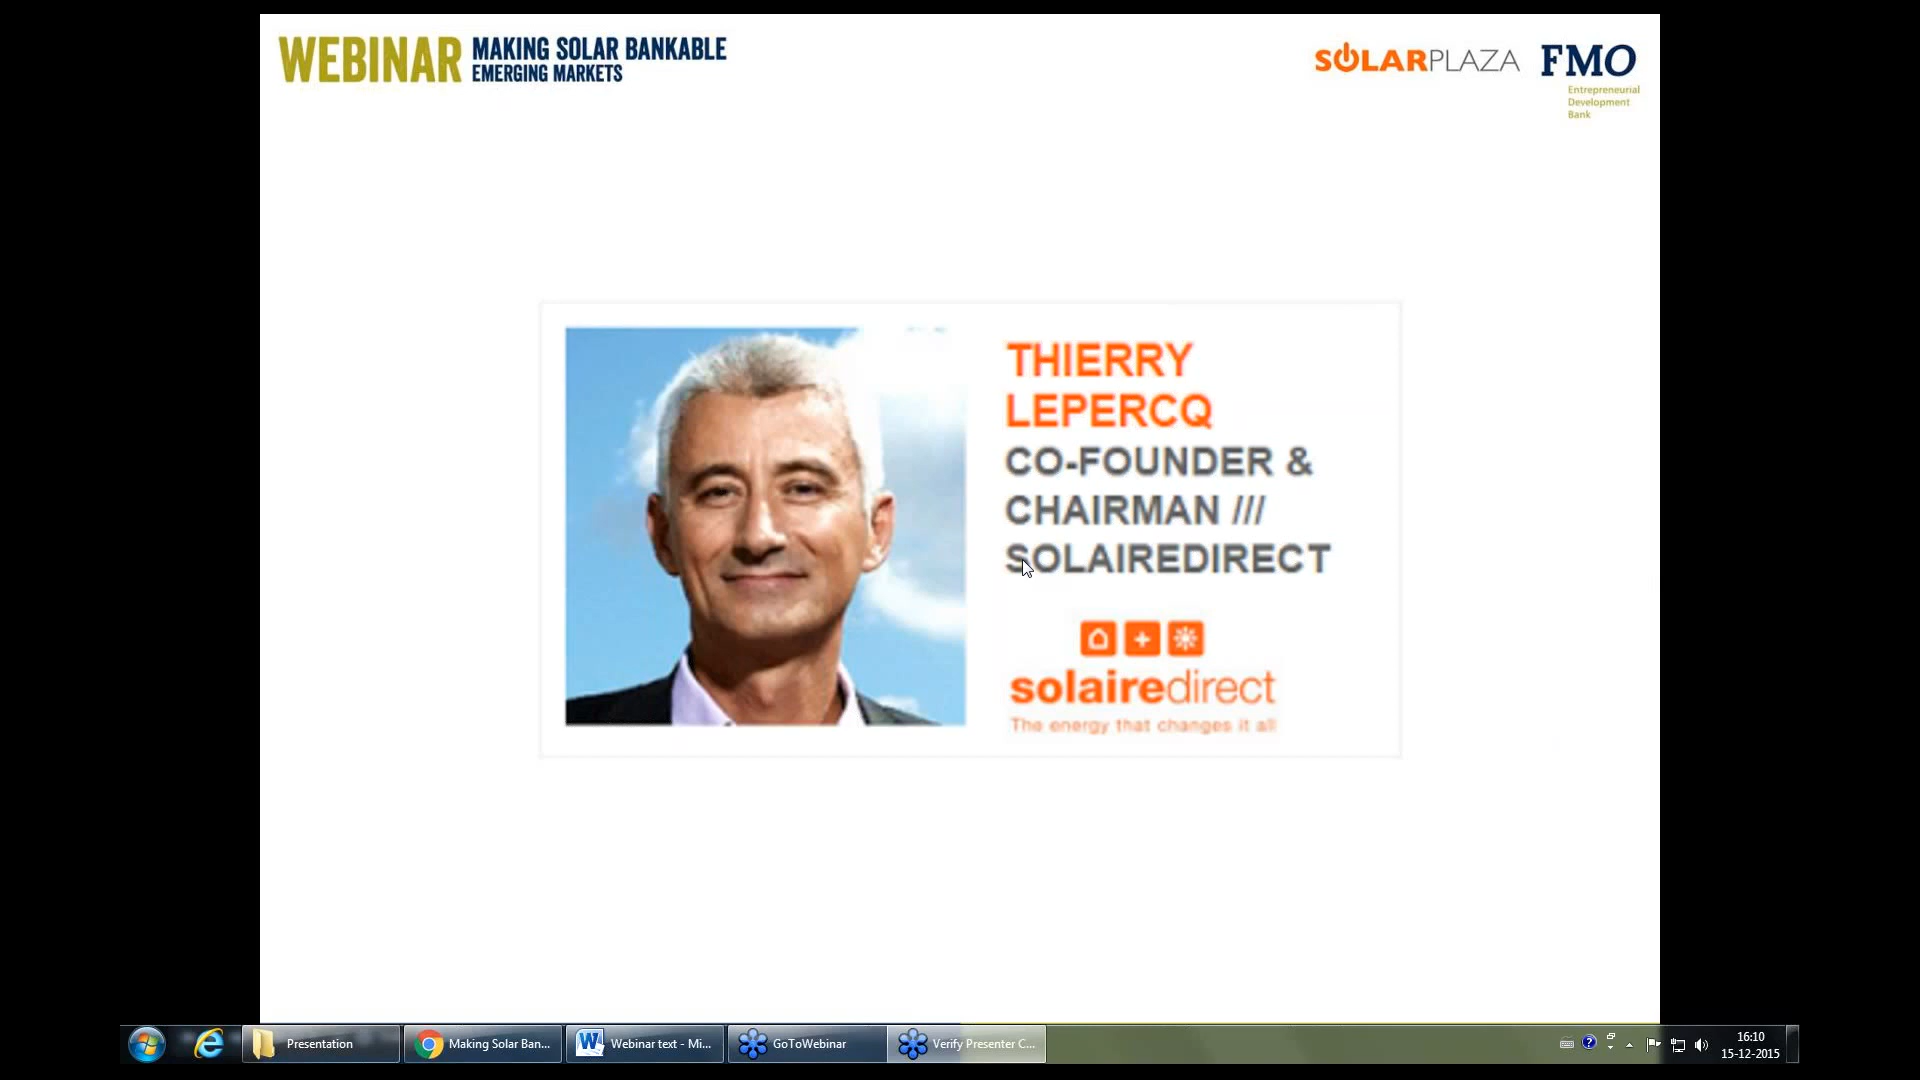 WEBINAR MAKING SOLAR BANKABLE
EMERGING MARKETS
SOLARPLAZA
FMO
Entrepreneurial
Development
Bank
THIERRY
LEPERCQ
CO-FOUNDER &
CHAIRMAN ///
SOLAIREDIRECT
solairedirect
The energy that changes it all
Presentation
Making Solar Ban...
Webinar text - Mi...
GoToWebinar
Verify Presenter C...
16:10
15-12-2015